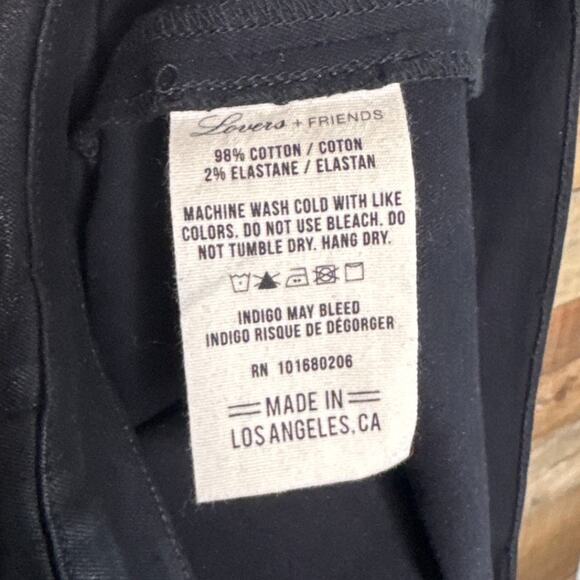 Lovers + FRIENDS
98% COTTON / COTON
2% ELASTANE / ELASTAN
MACHINE WASH COLD WITH LIKE
COLORS. DO NOT USE BLEACH. DO
NOT TUMBLE DRY. HANG DRY.
INDIGO MAY BLEED
INDIGO RISQUE DE DÉGORGER
RN 101680206
MADE IN
LOS ANGELES, CA